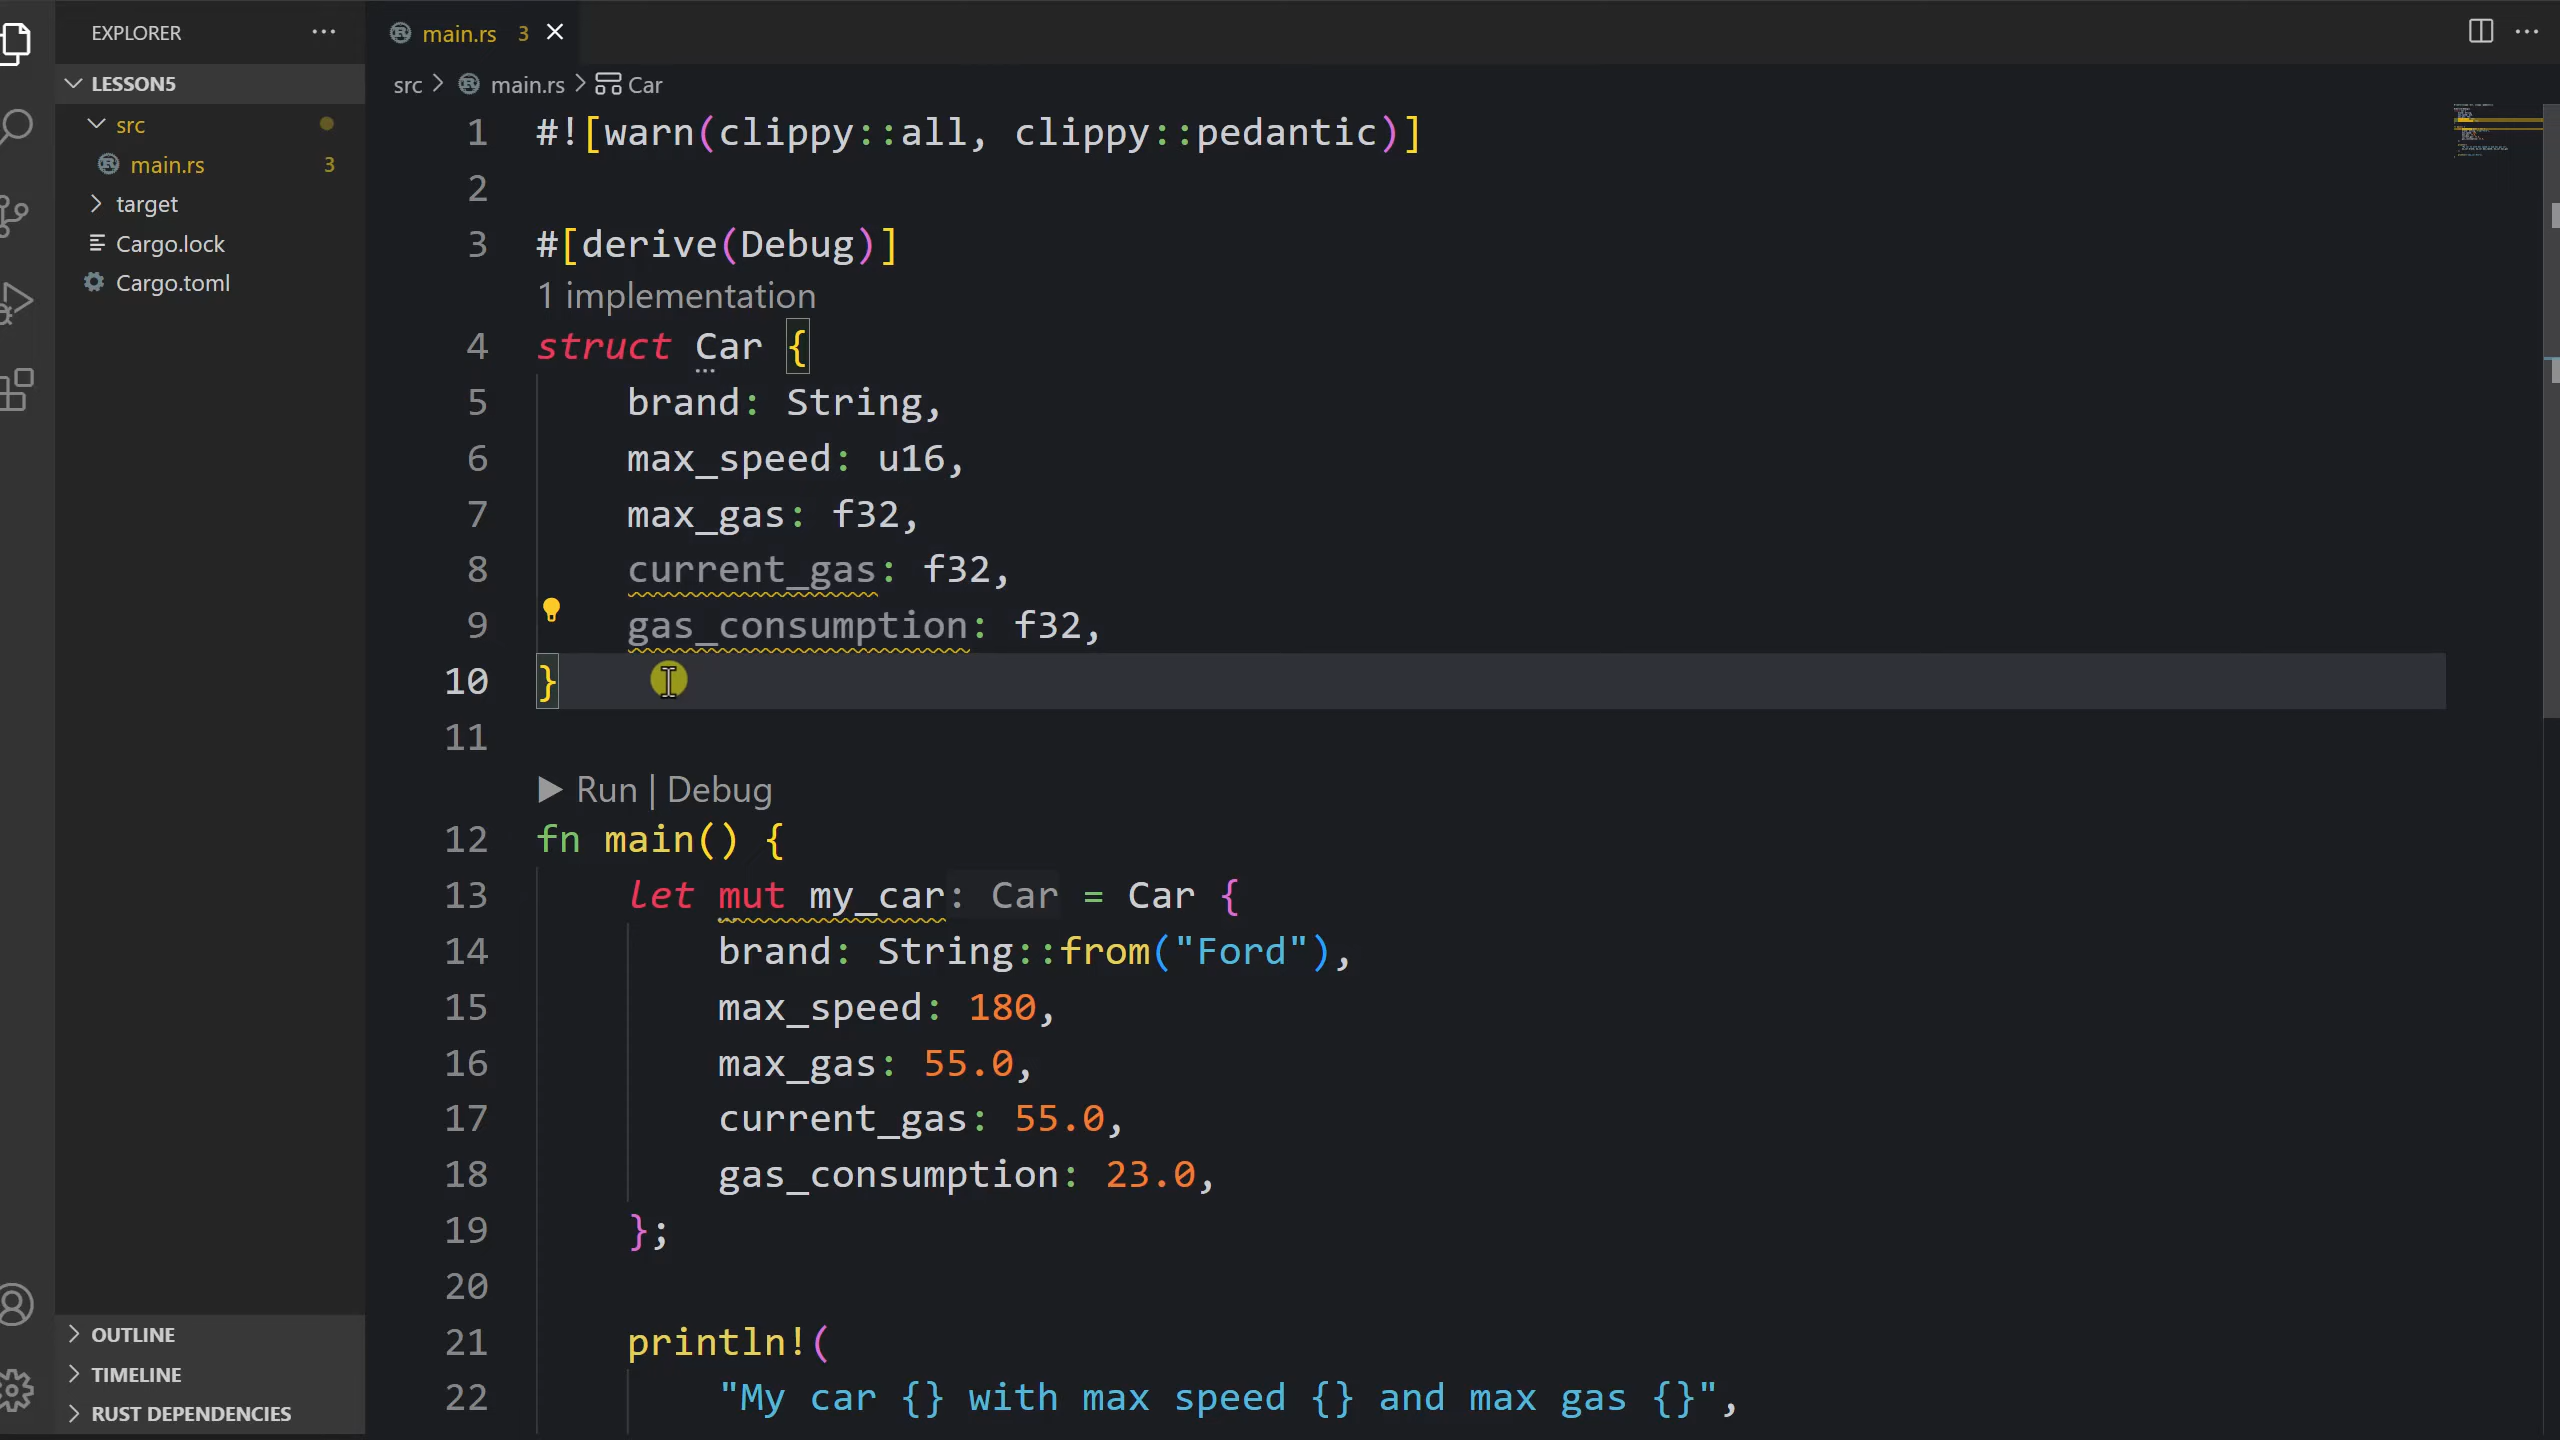 EXPLORER
LESSON5
src
main.rs 3
target
Cargo.lock
Cargo.toml
OUTLINE
TIMELINE
RUST DEPENDENCIES
main.rs 3
src > main.rs > Car
1 #![warn(clippy::all, clippy::pedantic)]
2
3 #[derive(Debug)]
1 implementation
4 struct Car {
5 brand: String,
6 max_speed: u16,
7 max_gas: f32,
8 current_gas: f32,
9 gas_consumption: f32,
10 }
11
Run | Debug
12 fn main() {
13 let mut my_car: Car = Car {
14 brand: String::from("Ford"),
15 max_speed: 180,
16 max_gas: 55.0,
17 current_gas: 55.0,
18 gas_consumption: 23.0,
19 };
20
21 println!(
22 "My car {} with max speed {} and max gas {}",